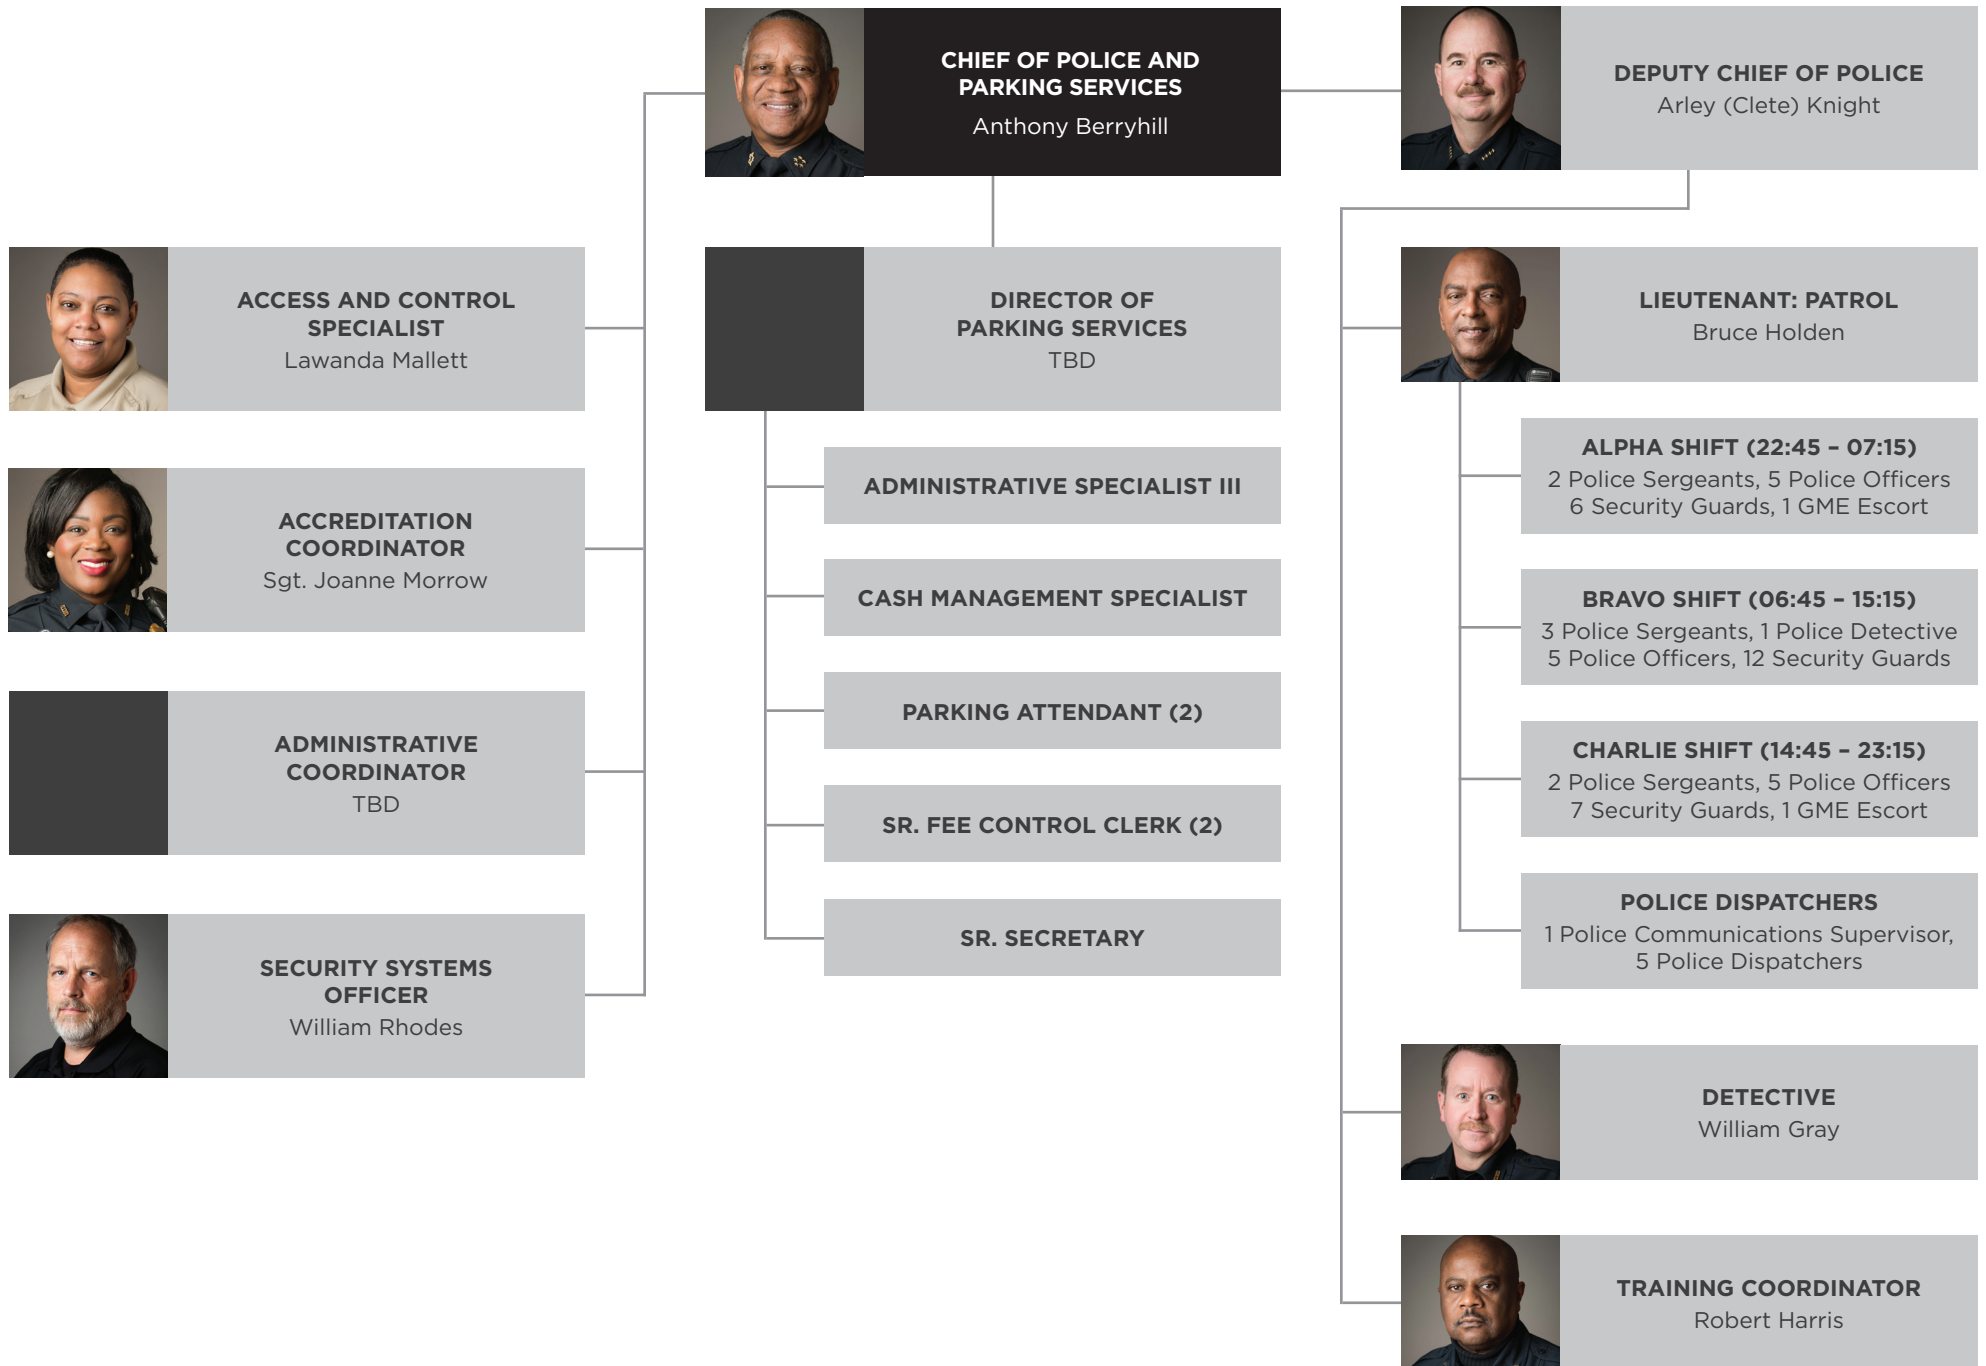 CHIEF OF POLICE AND
PARKING SERVICES
Anthony Berryhill
DEPUTY CHIEF OF POLICE
Arley (Clete) Knight
ACCESS AND CONTROL
SPECIALIST
Lawanda Mallett
ACCREDITATION
COORDINATOR
Sgt. Joanne Morrow
ADMINISTRATIVE
COORDINATOR
TBD
SECURITY SYSTEMS
OFFICER
William Rhodes
DIRECTOR OF
PARKING SERVICES
TBD
ADMINISTRATIVE SPECIALIST III
CASH MANAGEMENT SPECIALIST
PARKING ATTENDANT (2)
SR. FEE CONTROL CLERK (2)
SR. SECRETARY
LIEUTENANT: PATROL
Bruce Holden
ALPHA SHIFT (22:45 – 07:15)
2 Police Sergeants, 5 Police Officers
6 Security Guards, 1 GME Escort
BRAVO SHIFT (06:45 – 15:15)
3 Police Sergeants, 1 Police Detective
5 Police Officers, 12 Security Guards
CHARLIE SHIFT (14:45 – 23:15)
2 Police Sergeants, 5 Police Officers
7 Security Guards, 1 GME Escort
POLICE DISPATCHERS
1 Police Communications Supervisor,
5 Police Dispatchers
DETECTIVE
William Gray
TRAINING COORDINATOR
Robert Harris